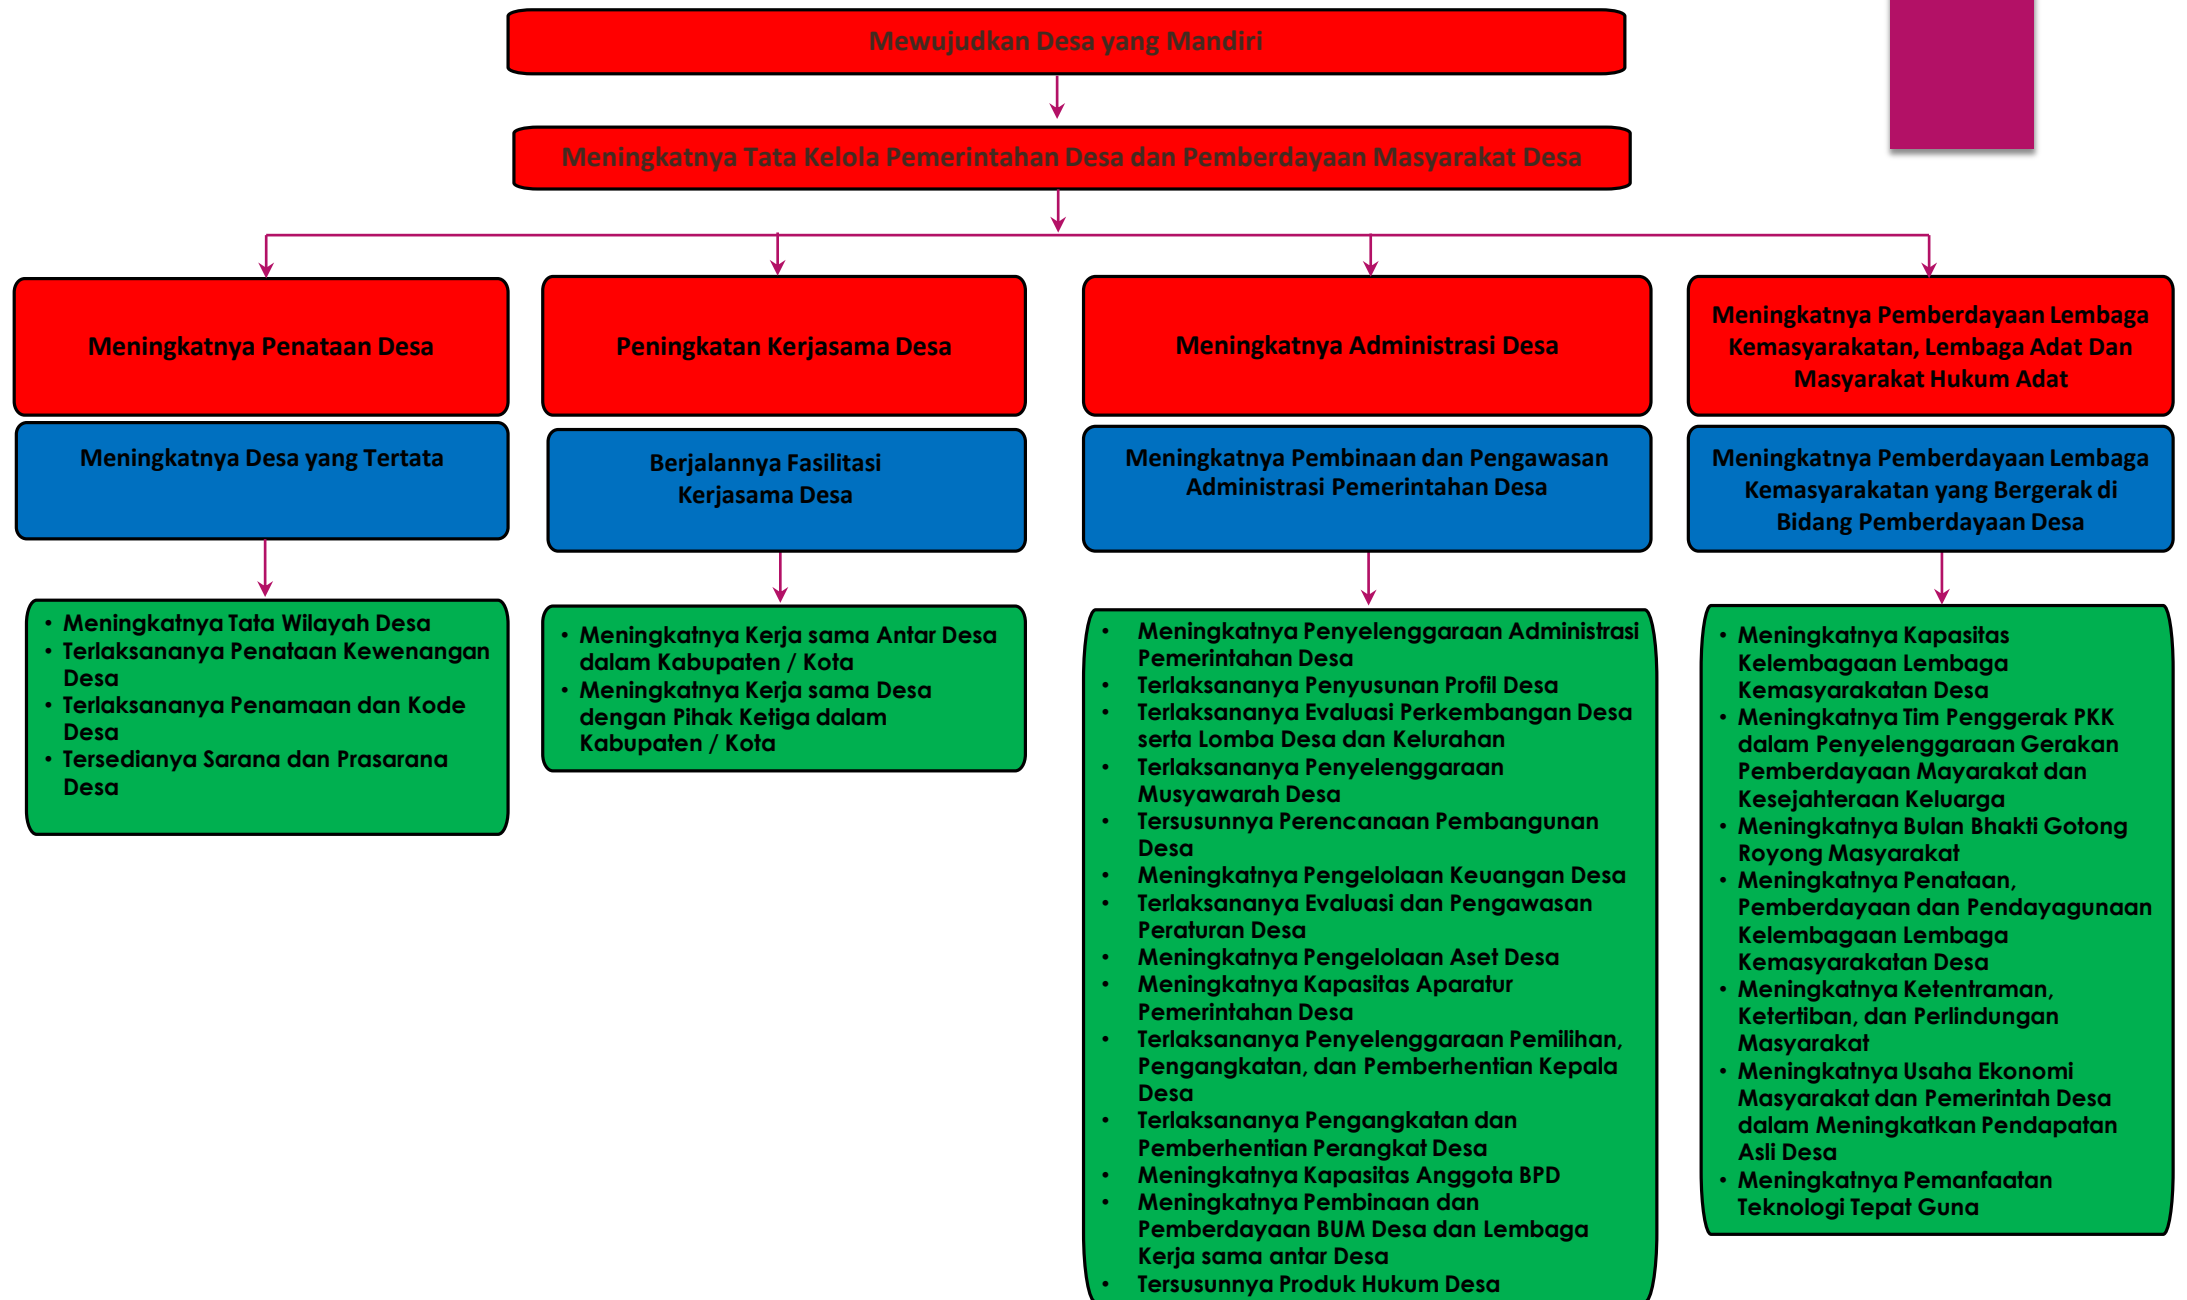 Mewujudkan Desa yang Mandiri
Meningkatnya Tata Kelola Pemerintahan Desa dan Pemberdayaan Masyarakat Desa
Meningkatnya Penataan Desa
Meningkatnya Desa yang Tertata
• Meningkatnya Tata Wilayah Desa
• Terlaksananya Penataan Kewenangan
Desa
• Terlaksananya Penamaan dan Kode
Desa
• Tersedianya Sarana dan Prasarana
Desa
Peningkatan Kerjasama Desa
Berjalannya Fasilitasi
Kerjasama Desa
• Meningkatnya Kerja sama Antar Desa
dalam Kabupaten / Kota
• Meningkatnya Kerja sama Desa
dengan Pihak Ketiga dalam
Kabupaten / Kota
Meningkatnya Administrasi Desa
Meningkatnya Pembinaan dan Pengawasan
Administrasi Pemerintahan Desa
• Meningkatnya Penyelenggaraan Administrasi
Pemerintahan Desa
• Terlaksananya Penyusunan Profil Desa
• Terlaksananya Evaluasi Perkembangan Desa
serta Lomba Desa dan Kelurahan
• Terlaksananya Penyelenggaraan
Musyawarah Desa
• Tersusunnya Perencanaan Pembangunan
Desa
• Meningkatnya Pengelolaan Keuangan Desa
• Terlaksananya Evaluasi dan Pengawasan
Peraturan Desa
• Meningkatnya Pengelolaan Aset Desa
• Meningkatnya Kapasitas Aparatur
Pemerintahan Desa
• Terlaksananya Penyelenggaraan Pemilihan,
Pengangkatan, dan Pemberhentian Kepala
Desa
• Terlaksananya Pengangkatan dan
Pemberhentian Perangkat Desa
• Meningkatnya Kapasitas Anggota BPD
• Meningkatnya Pembinaan dan
Pemberdayaan BUM Desa dan Lembaga
Kerja sama antar Desa
• Tersusunnya Produk Hukum Desa
Meningkatnya Pemberdayaan Lembaga
Kemasyarakatan, Lembaga Adat Dan
Masyarakat Hukum Adat
Meningkatnya Pemberdayaan Lembaga
Kemasyarakatan yang Bergerak di
Bidang Pemberdayaan Desa
• Meningkatnya Kapasitas
Kelembagaan Lembaga
Kemasyarakatan Desa
• Meningkatnya Tim Penggerak PKK
dalam Penyelenggaraan Gerakan
Pemberdayaan Mayarakat dan
Kesejahteraan Keluarga
• Meningkatnya Bulan Bhakti Gotong
Royong Masyarakat
• Meningkatnya Penataan,
Pemberdayaan dan Pendayagunaan
Kelembagaan Lembaga
Kemasyarakatan Desa
• Meningkatnya Ketentraman,
Ketertiban, dan Perlindungan
Masyarakat
• Meningkatnya Usaha Ekonomi
Masyarakat dan Pemerintah Desa
dalam Meningkatkan Pendapatan
Asli Desa
• Meningkatnya Pemanfaatan
Teknologi Tepat Guna